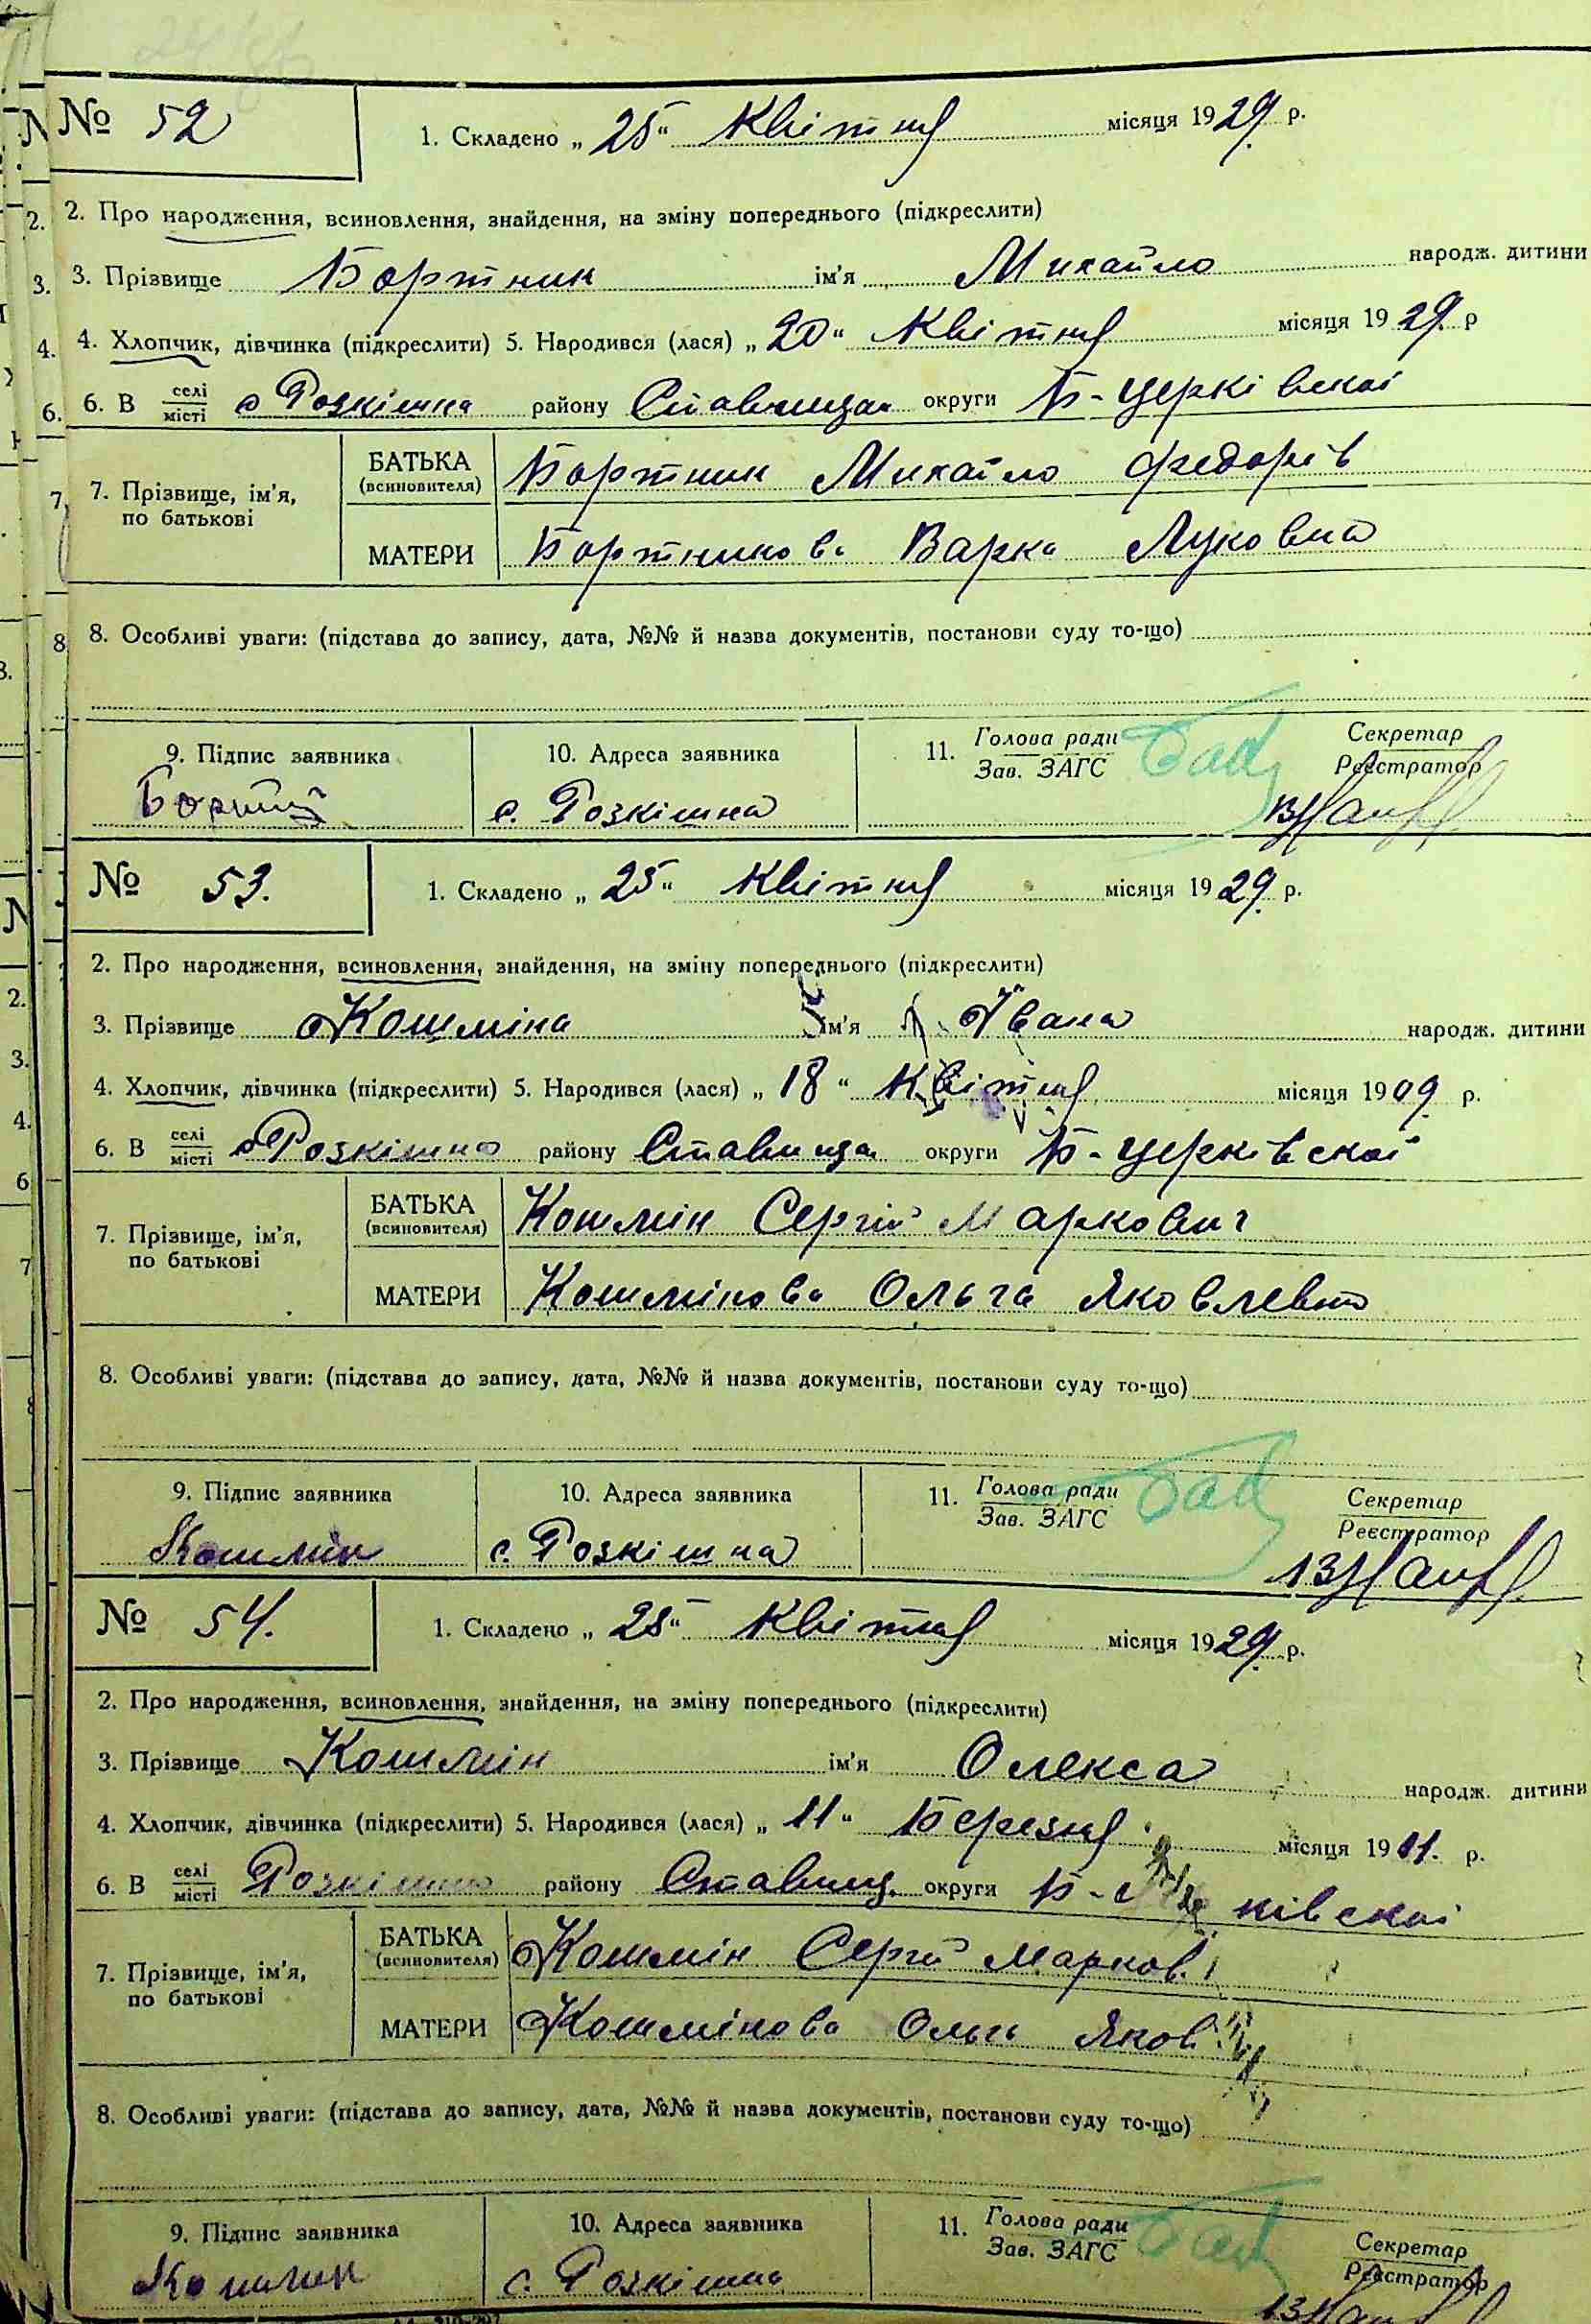 № 52
1. Складено „ 25 “ Квітня місяця 1929 р.
2. Про народження, всиновлення, знайдення, на зміну попереднього (підкреслити)
3. Прізвище Бортник ім'я Михайло народж. дитини
4. Хлопчик, дівчинка (підкреслити) 5. Народився (лася) „ 20 “ Квітня місяця 1929 р
6. В селі/місті с Розкішна району Ставища. округи Б-Церківскої
7. Прізвище, ім'я, по батькові
БАТЬКА (всиновителя) Бортник Михайло Федорів
МАТЕРИ Бортникова Варка Луковна
8. Особливі уваги: (підстава до запису, дата, №№ й назва документів, постанови суду то-що)
9. Підпис заявника
10. Адреса заявника
11. Голова ради/Зав. ЗАГС
Секретар/Реєстратор
с. Розкішна
№ 53.
1. Складено „ 25 “ Квітня місяця 1929 р.
2. Про народження, всиновлення, знайдення, на зміну попереднього (підкреслити)
3. Прізвище Кошміна ім'я Івана народж. дитини
4. Хлопчик, дівчинка (підкреслити) 5. Народився (лася) „ 18 “ Квітня місяця 1909 р.
6. В селі/місті с Розкішна району Ставища. округи Б-Церківскої
7. Прізвище, ім'я, по батькові
БАТЬКА (всиновителя) Кошмін Сергій Маркович
МАТЕРИ Кошмінова Ольга Яковлевна
8. Особливі уваги: (підстава до запису, дата, №№ й назва документів, постанови суду то-що)
9. Підпис заявника
10. Адреса заявника
11. Голова ради/Зав. ЗАГС
Секретар/Реєстратор
Кошмін с. Розкішна
№ 54.
1. Складено „ 25 “ Квітня місяця 1929 р.
2. Про народження, всиновлення, знайдення, на зміну попереднього (підкреслити)
3. Прізвище Кошмін ім'я Олекса народж. дитини
4. Хлопчик, дівчинка (підкреслити) 5. Народився (лася) „ 11 “ Березня місяця 1911. р.
6. В селі/місті Розкішна району Ставищ. округи Б- ківскої
7. Прізвище, ім'я, по батькові
БАТЬКА (всиновителя) Кошмін Сергій Марков.
МАТЕРИ Кошмінова Ольга Яков
8. Особливі уваги: (підстава до запису, дата, №№ й назва документів, постанови суду то-що)
9. Підпис заявника
10. Адреса заявника
11. Голова ради/Зав. ЗАГС
Секретар/Реєстратор
Кошмин с. Розкішна